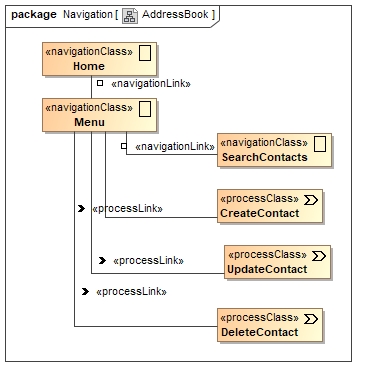 package Navigation [ AddressBook ]
«navigationClass»
Home
«navigationLink»
«navigationClass»
Menu
«navigationLink»
«navigationClass»
SearchContacts
«processClass»
CreateContact
«processLink»
«processClass»
UpdateContact
«processLink»
«processLink»
«processClass»
DeleteContact